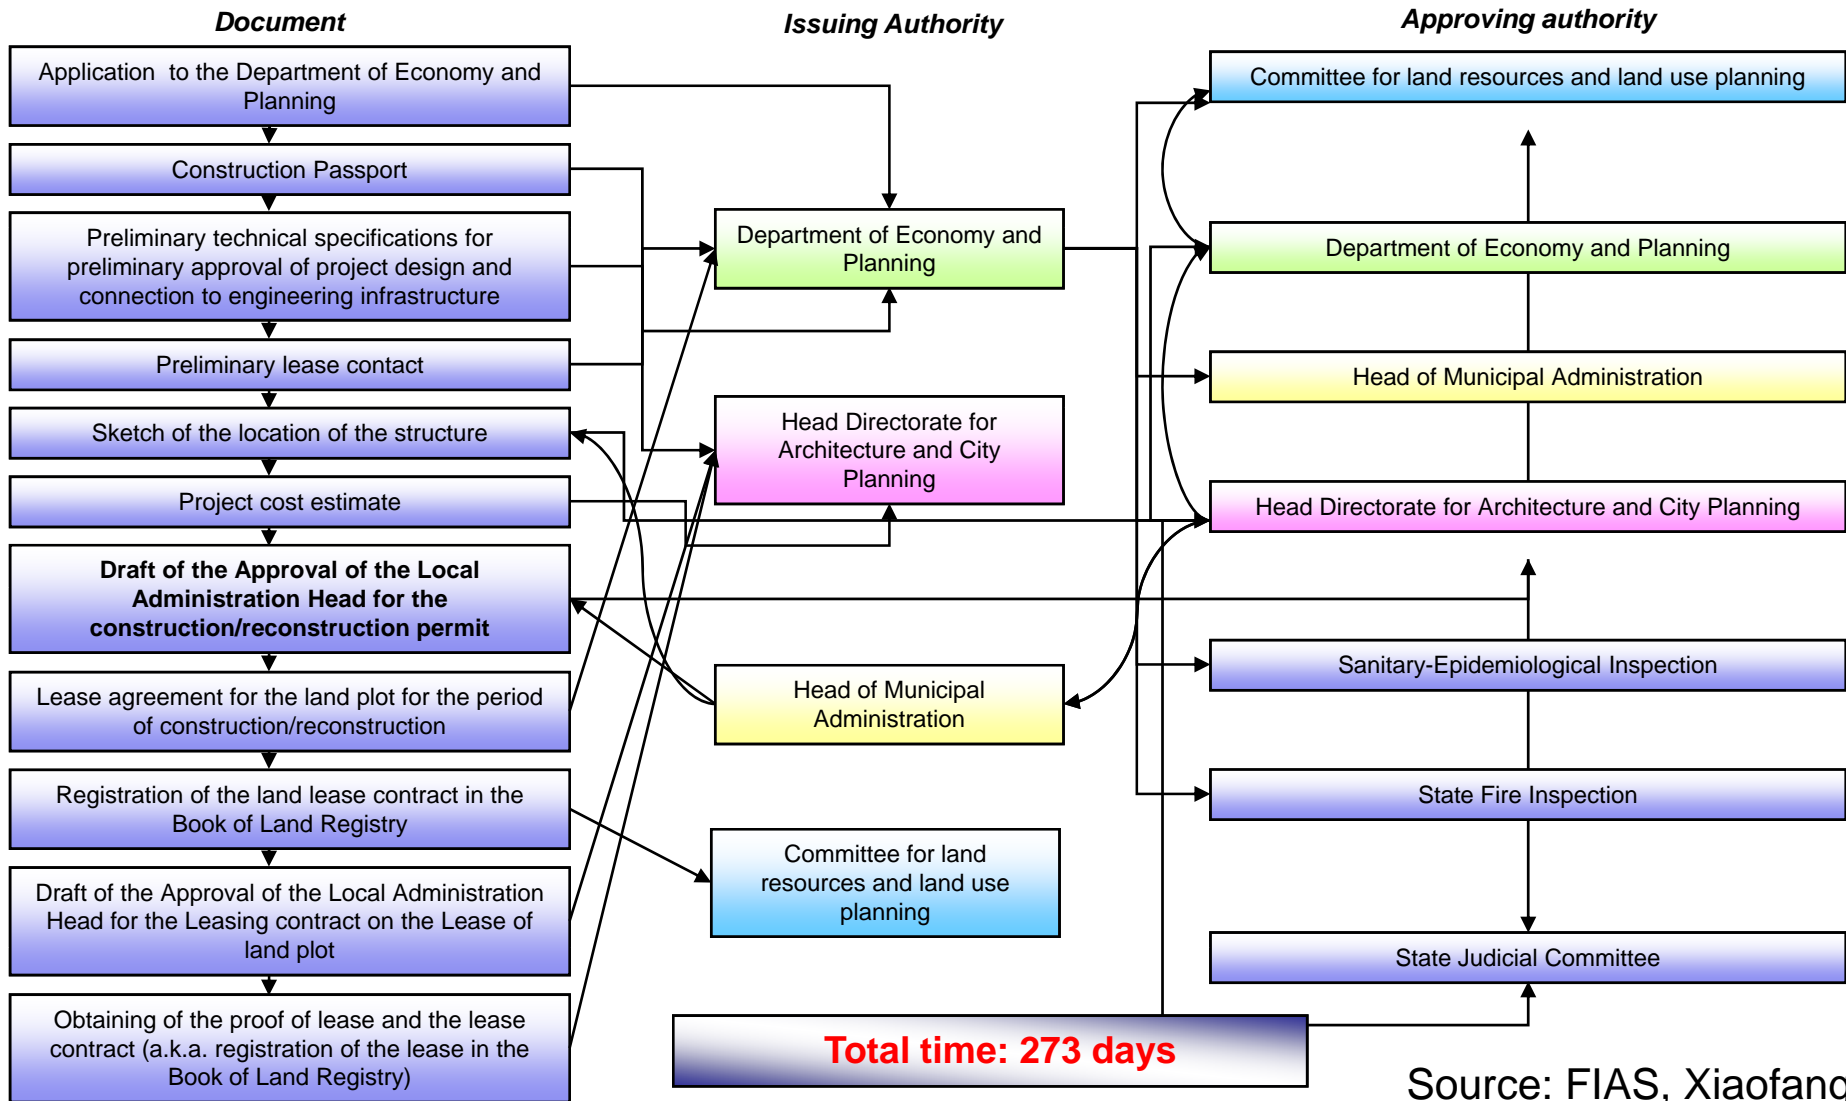 Document
Issuing Authority
Approving authority
Application to the Department of Economy and
Planning
Construction Passport
Preliminary technical specifications for
preliminary approval of project design and
connection to engineering infrastructure
Preliminary lease contact
Sketch of the location of the structure
Project cost estimate
Draft of the Approval of the Local
Administration Head for the
construction/reconstruction permit
Lease agreement for the land plot for the period
of construction/reconstruction
Registration of the land lease contract in the
Book of Land Registry
Draft of the Approval of the Local Administration
Head for the Leasing contract on the Lease of
land plot
Obtaining of the proof of lease and the lease
contract (a.k.a. registration of the lease in the
Book of Land Registry)
Department of Economy and
Planning
Head Directorate for
Architecture and City
Planning
Head of Municipal
Administration
Committee for land
resources and land use
planning
Committee for land resources and land use planning
Department of Economy and Planning
Head of Municipal Administration
Head Directorate for Architecture and City Planning
Sanitary-Epidemiological Inspection
State Fire Inspection
State Judicial Committee
Total time: 273 days
Source: FIAS, Xiaofang